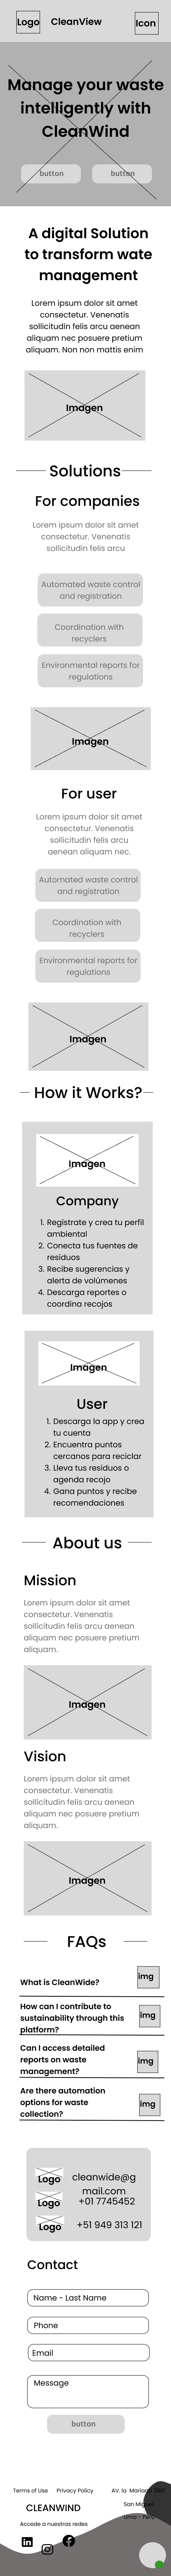 Logo CleanView Icon
Manage your waste
intelligently with
CleanWind
button button
A digital Solution
to transform wate
management
Lorem ipsum dolor sit amet
consectetur. Venenatis
sollicitudin felis arcu aenean
aliquam nec posuere pretium
aliquam. Non non mattis enim
Imagen
Solutions
For companies
Lorem ipsum dolor sit amet
consectetur. Venenatis
sollicitudin felis arcu
Automated waste control
and registration
Coordination with
recyclers
Environmental reports for
regulations
Imagen
For user
Lorem ipsum dolor sit amet
consectetur. Venenatis
sollicitudin felis arcu
aenean aliquam nec.
Automated waste control
and registration
Coordination with
recyclers
Environmental reports for
regulations
Imagen
How it Works?
Imagen
Company
1. Regístrate y crea tu perfil
ambiental
2. Conecta tus fuentes de
residuos
3. Recibe sugerencias y
alerta de volúmenes
4. Descarga reportes o
coordina recojos
Imagen
User
1. Descarga la app y crea
tu cuenta
2. Encuentra puntos
cercanos para reciclar
3. Lleva tus residuos o
agenda recojo
4. Gana puntos y recibe
recomendaciones
About us
Mission
Lorem ipsum dolor sit amet
consectetur. Venenatis
sollicitudin felis arcu aenean
aliquam nec posuere pretium
aliquam.
Imagen
Vision
Lorem ipsum dolor sit amet
consectetur. Venenatis
sollicitudin felis arcu aenean
aliquam nec posuere pretium
aliquam.
Imagen
FAQs
What is CleanWide? img
How can I contribute to
sustainability through this
platform?
img
Can I access detailed
reports on waste
management?
img
Are there automation
options for waste
collection?
img
Logo cleanwide@g
mail.com
Logo +01 7745452
Logo +51 949 313 121
Contact
Name - Last Name
Phone
Email
Message
button
Terms of Use Privacy Policy AV. la
San Miguel
Lima - Perú
CLEANWIND
Accede a nuestras redes